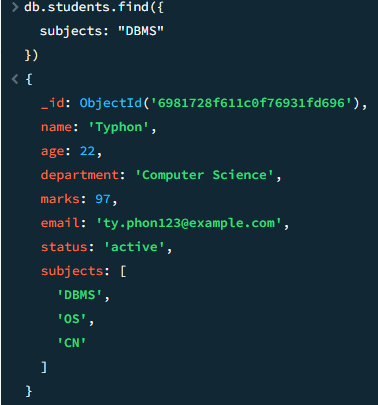 > db.students.find({
subjects: "DBMS"
})
< {
_id: ObjectId('6981728f611c0f76931fd696'),
name: 'Typhon',
age: 22,
department: 'Computer Science',
marks: 97,
email: 'ty.phon123@example.com',
status: 'active',
subjects: [
'DBMS',
'OS',
'CN'
]
}